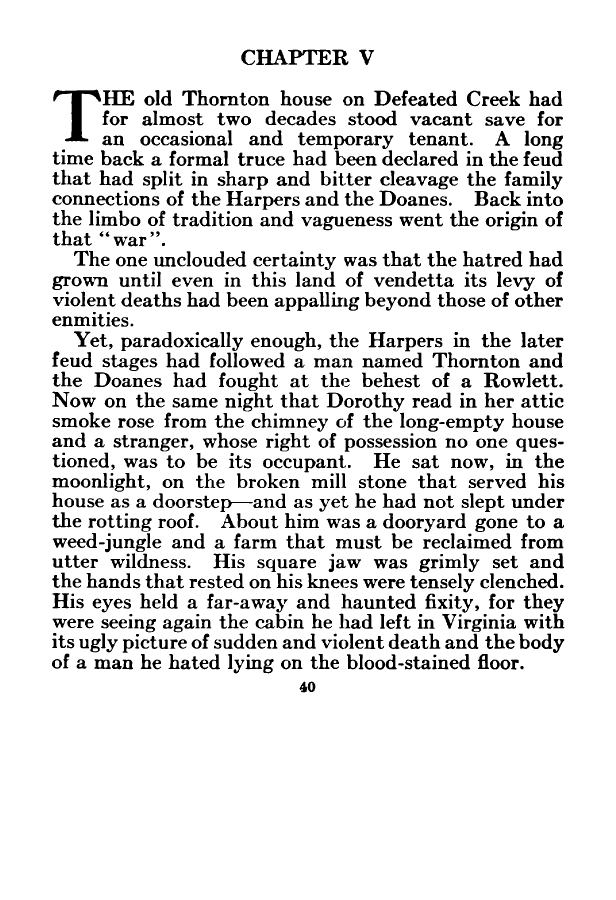 CHAPTER V
THE old Thornton house on Defeated Creek had
for almost two decades stood vacant save for
an occasional and temporary tenant. A long
time back a formal truce had been declared in the feud
that had split in sharp and bitter cleavage the family
connections of the Harpers and the Doanes. Back into
the limbo of tradition and vagueness went the origin of
that “war”.
The one unclouded certainty was that the hatred had
grown until even in this land of vendetta its levy of
violent deaths had been appalling beyond those of other
enmities.
Yet, paradoxically enough, the Harpers in the later
feud stages had followed a man named Thornton and
the Doanes had fought at the behest of a Rowlett.
Now on the same night that Dorothy read in her attic
smoke rose from the chimney of the long-empty house
and a stranger, whose right of possession no one ques-
tioned, was to be its occupant. He sat now, in the
moonlight, on the broken mill stone that served his
house as a doorstep—and as yet he had not slept under
the rotting roof. About him was a dooryard gone to a
weed-jungle and a farm that must be reclaimed from
utter wildness. His square jaw was grimly set and
the hands that rested on his knees were tensely clenched.
His eyes held a far-away and haunted fixity, for they
were seeing again the cabin he had left in Virginia with
its ugly picture of sudden and violent death and the body
of a man he hated lying on the blood-stained floor.
40